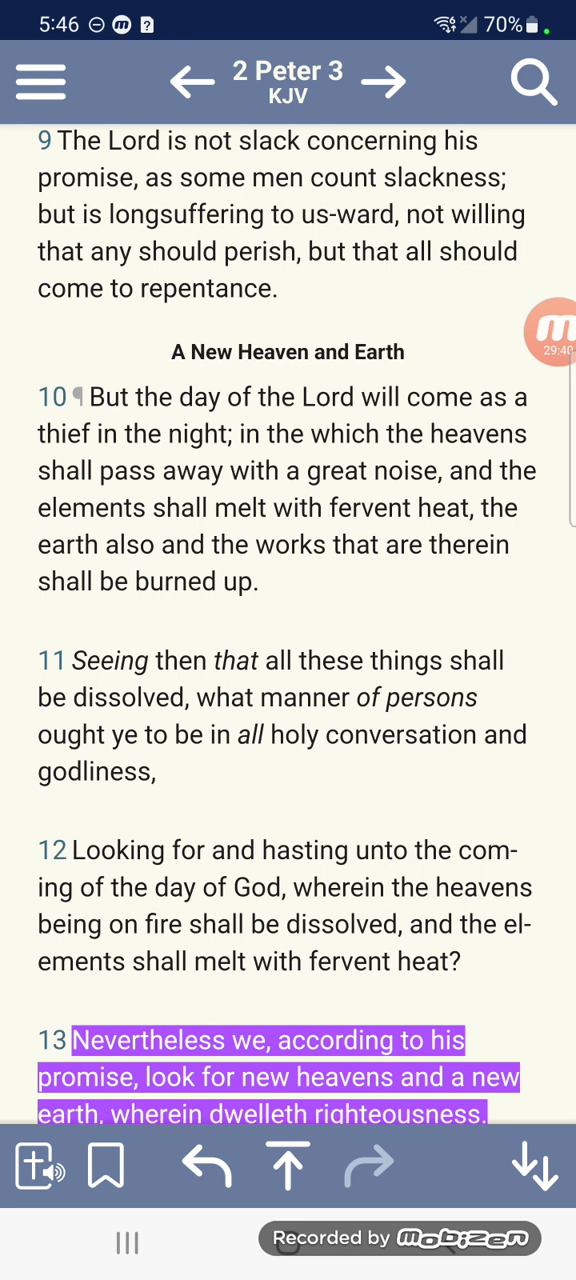 5:46 m ? 6 70%
2 Peter 3
KJV
9 The Lord is not slack concerning his
promise, as some men count slackness;
but is longsuffering to us-ward, not willing
that any should perish, but that all should
come to repentance.
m
29:40
A New Heaven and Earth
10 ¶ But the day of the Lord will come as a
thief in the night; in the which the heavens
shall pass away with a great noise, and the
elements shall melt with fervent heat, the
earth also and the works that are therein
shall be burned up.
11 Seeing then that all these things shall
be dissolved, what manner of persons
ought ye to be in all holy conversation and
godliness,
12 Looking for and hasting unto the com-
ing of the day of God, wherein the heavens
being on fire shall be dissolved, and the el-
ements shall melt with fervent heat?
13 Nevertheless we, according to his
promise, look for new heavens and a new
earth, wherein dwelleth righteousness.
Recorded by mobizen